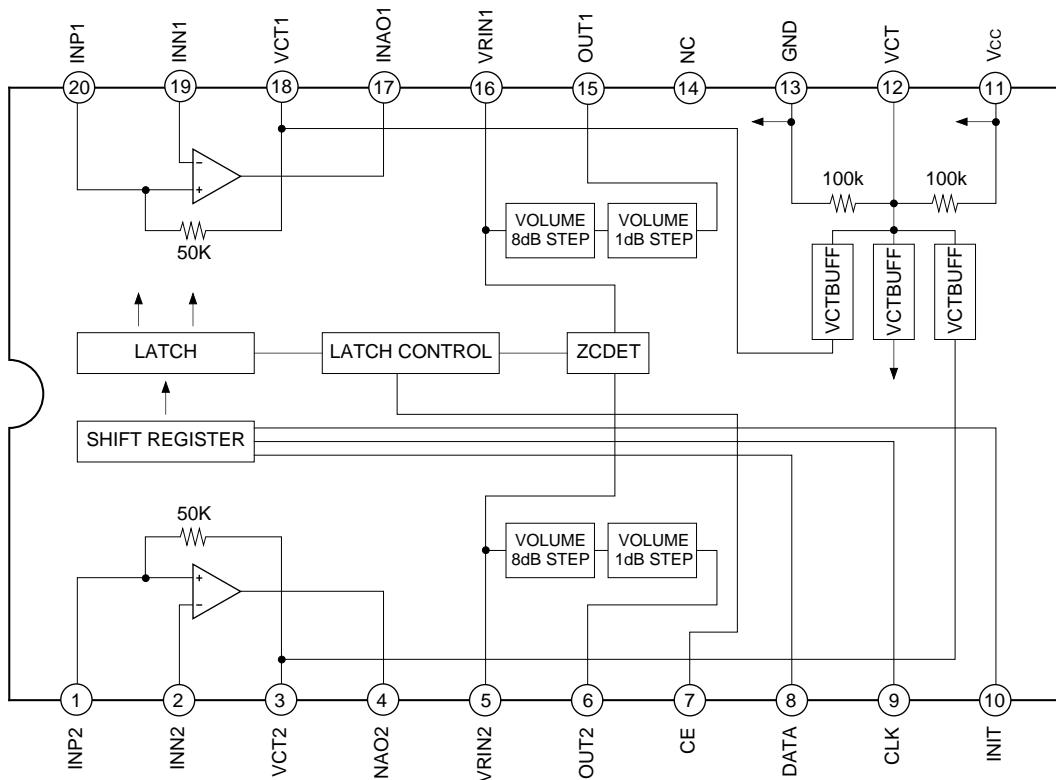 INP1
INN1
VCT1
INAO1
VRIN1
OUT1
NC
GND
VCT
Vcc
20
19
18
17
16
15
14
13
12
11
100k
100k
50K
VOLUME
8dB STEP
VOLUME
1dB STEP
VCTBUFF
VCTBUFF
VCTBUFF
LATCH
LATCH CONTROL
ZCDET
SHIFT REGISTER
50K
VOLUME
8dB STEP
VOLUME
1dB STEP
1
2
3
4
5
6
7
8
9
10
INP2
INN2
VCT2
NAO2
VRIN2
OUT2
CE
DATA
CLK
INIT